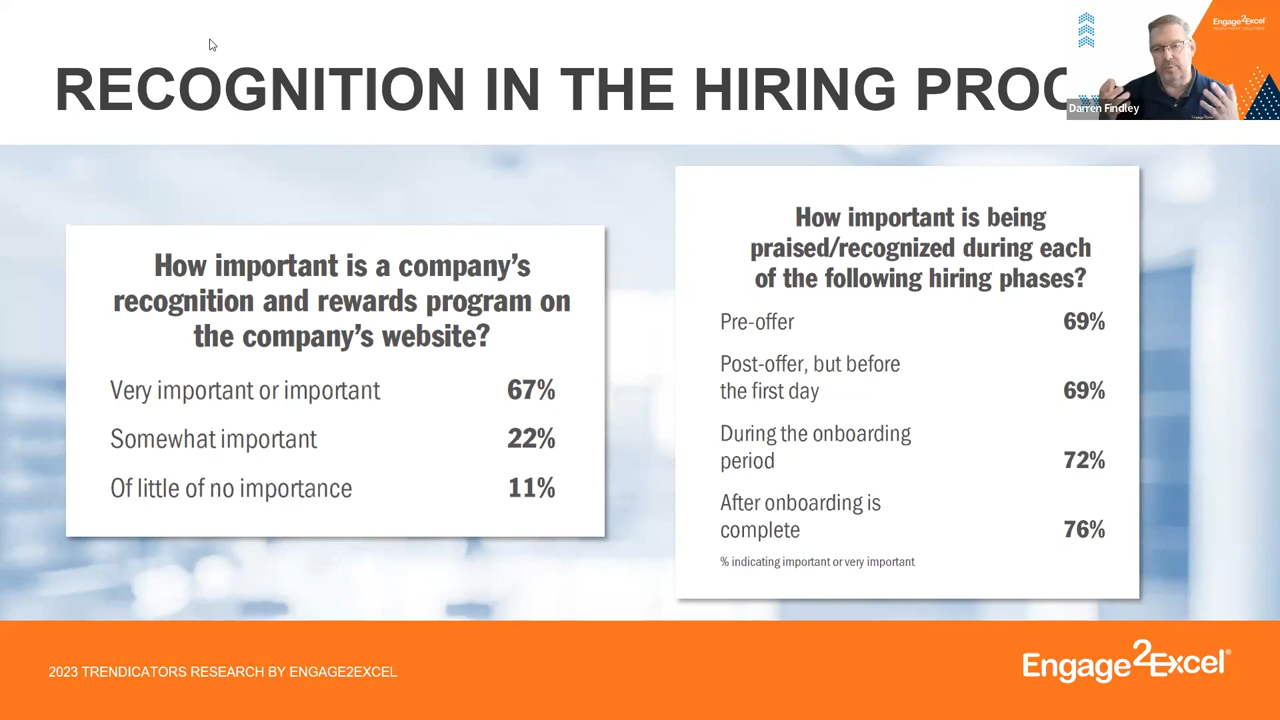 RECOGNITION IN THE HIRING PROC
Engage2Excel
Darren Findley
How important is a company's
recognition and rewards program on
the company's website?
Very important or important 67%
Somewhat important 22%
Of little of no importance 11%
How important is being
praised/recognized during each
of the following hiring phases?
Pre-offer 69%
Post-offer, but before
the first day 69%
During the onboarding
period 72%
After onboarding is
complete 76%
% indicating important or very important
2023 TRENDICATORS RESEARCH BY ENGAGE2EXCEL
Engage2Excel®